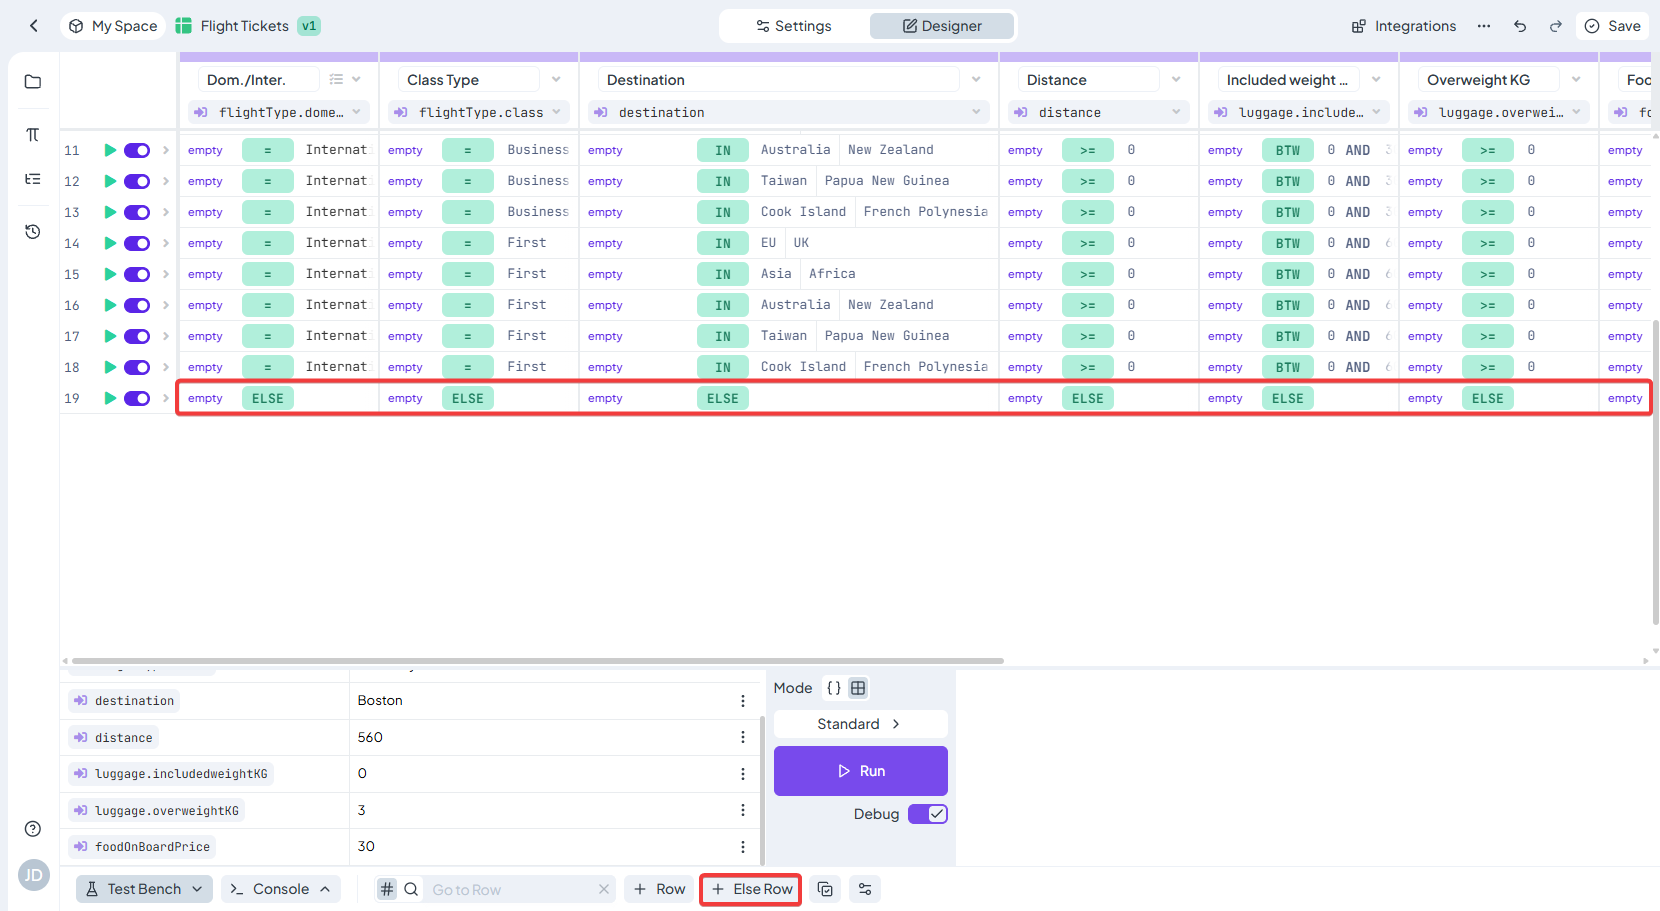 My Space Flight Tickets v1 Settings Designer Integrations Save
Dom./Inter. Class Type Destination Distance Included weight ... Overweight KG Foo
flightType.dome… flightType.class destination distance luggage.include… luggage.overwei… fo
11 empty = Internat empty = Business empty IN Australia New Zealand empty >= 0 empty BTW 0 AND 3 empty >= 0 empty
12 empty = Internat empty = Business empty IN Taiwan Papua New Guinea empty >= 0 empty BTW 0 AND 3 empty >= 0 empty
13 empty = Internat empty = Business empty IN Cook Island French Polynesia empty >= 0 empty BTW 0 AND 3 empty >= 0 empty
14 empty = Internat empty = First empty IN EU UK empty >= 0 empty BTW 0 AND 6 empty >= 0 empty
15 empty = Internat empty = First empty IN Asia Africa empty >= 0 empty BTW 0 AND 6 empty >= 0 empty
16 empty = Internat empty = First empty IN Australia New Zealand empty >= 0 empty BTW 0 AND 6 empty >= 0 empty
17 empty = Internat empty = First empty IN Taiwan Papua New Guinea empty >= 0 empty BTW 0 AND 6 empty >= 0 empty
18 empty = Internat empty = First empty IN Cook Island French Polynesia empty >= 0 empty BTW 0 AND 6 empty >= 0 empty
19 empty ELSE empty ELSE empty ELSE empty ELSE empty ELSE empty ELSE empty
destination Boston
distance 560
luggage.includedweightKG 0
luggage.overweightKG 3
foodOnBoardPrice 30
Mode {}
Standard
Run
Debug
JD
Test Bench Console # Go to Row + Row + Else Row